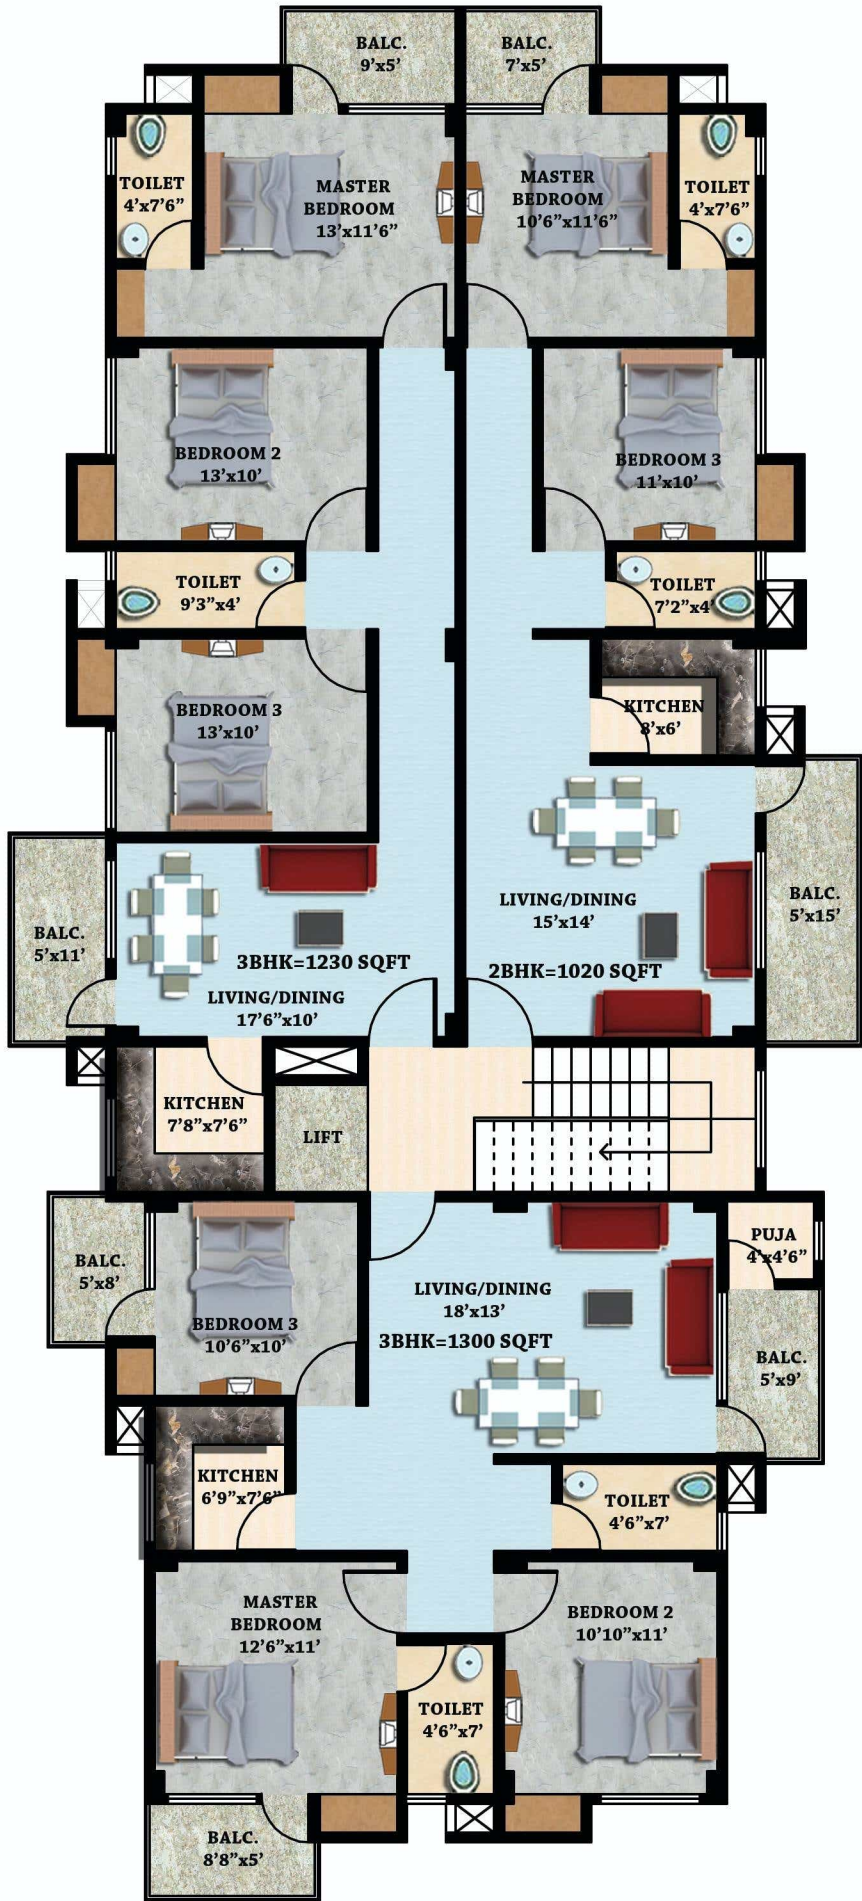 BALC.
9'x5'
BALC.
7'x5'
TOILET
4'x7'6”
MASTER
BEDROOM
13'x11'6”
MASTER
BEDROOM
10'6”x11'6”
TOILET
4'x7'6”
BEDROOM 2
13'x10'
BEDROOM 3
11'x10'
TOILET
9'3”x4'
TOILET
7'2”x4'
BEDROOM 3
13'x10'
KITCHEN
8'x6'
LIVING/DINING
15'x14'
BALC.
5'x15'
BALC.
5'x11'
3BHK=1230 SQFT
2BHK=1020 SQFT
LIVING/DINING
17'6”x10'
KITCHEN
7'8”x7'6”
LIFT
BALC.
5'x8'
PUJA
4'x4'6”
LIVING/DINING
18'x13'
3BHK=1300 SQFT
BEDROOM 3
10'6”x10'
BALC.
5'x9'
KITCHEN
6'9”x7'6”
TOILET
4'6”x7'
MASTER
BEDROOM
12'6”x11'
BEDROOM 2
10'10”x11'
TOILET
4'6”x7'
BALC.
8'8”x5'